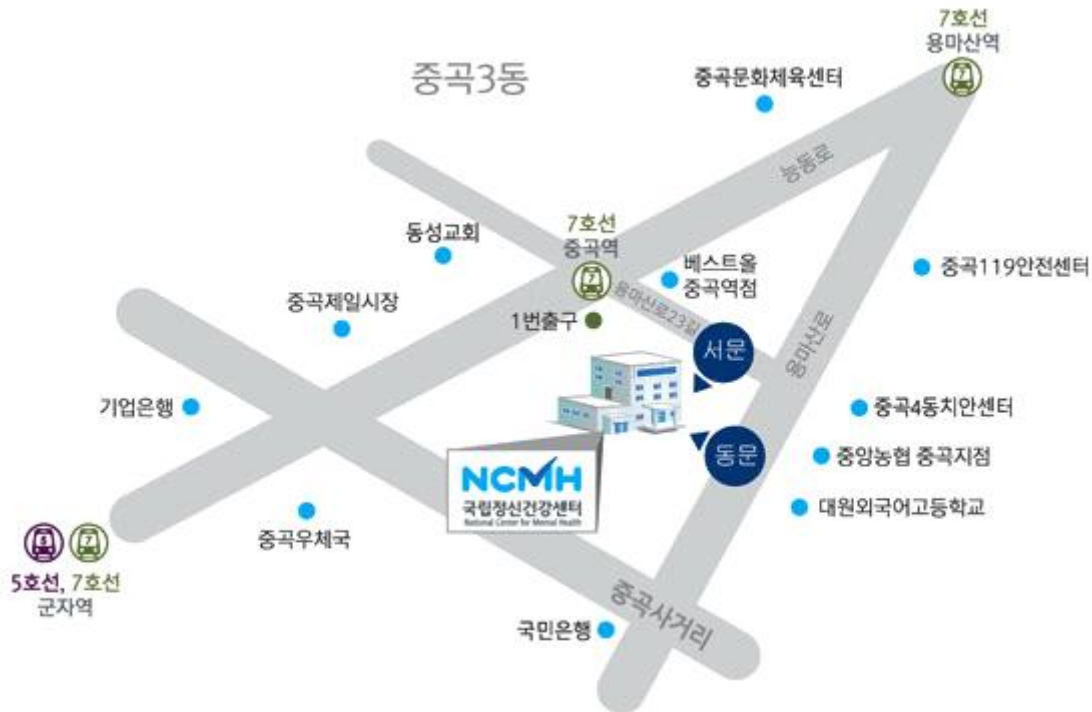 7호선
용마산역
7
중곡3동
중곡문화체육센터
능동로
7호선
중곡역
7
동성교회
베스트올
중곡역점
중곡119안전센터
중곡제일시장
1번출구
용마산로23길
용마산로
서문
기업은행
중곡4동치안센터
동문
중앙농협 중곡지점
NCMH
국립정신건강센터
National Center for Mental Health
대원외국어고등학교
중곡우체국
5 7
5호선, 7호선
군자역
중곡사거리
국민은행